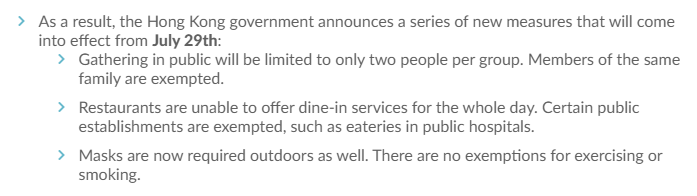 > As a result, the Hong Kong government announces a series of new measures that will come
into effect from July 29th:
> Gathering in public will be limited to only two people per group. Members of the same
family are exempted.
> Restaurants are unable to offer dine-in services for the whole day. Certain public
establishments are exempted, such as eateries in public hospitals.
> Masks are now required outdoors as well. There are no exemptions for exercising or
smoking.